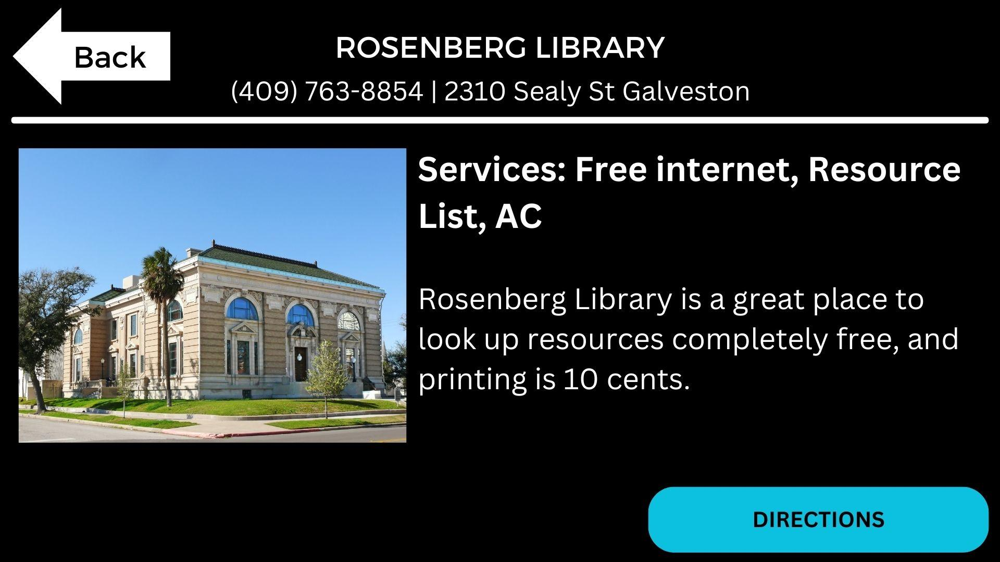 Back
ROSENBERG LIBRARY
(409) 763-8854 | 2310 Sealy St Galveston
Services: Free internet, Resource
List, AC
Rosenberg Library is a great place to
look up resources completely free, and
printing is 10 cents.
DIRECTIONS